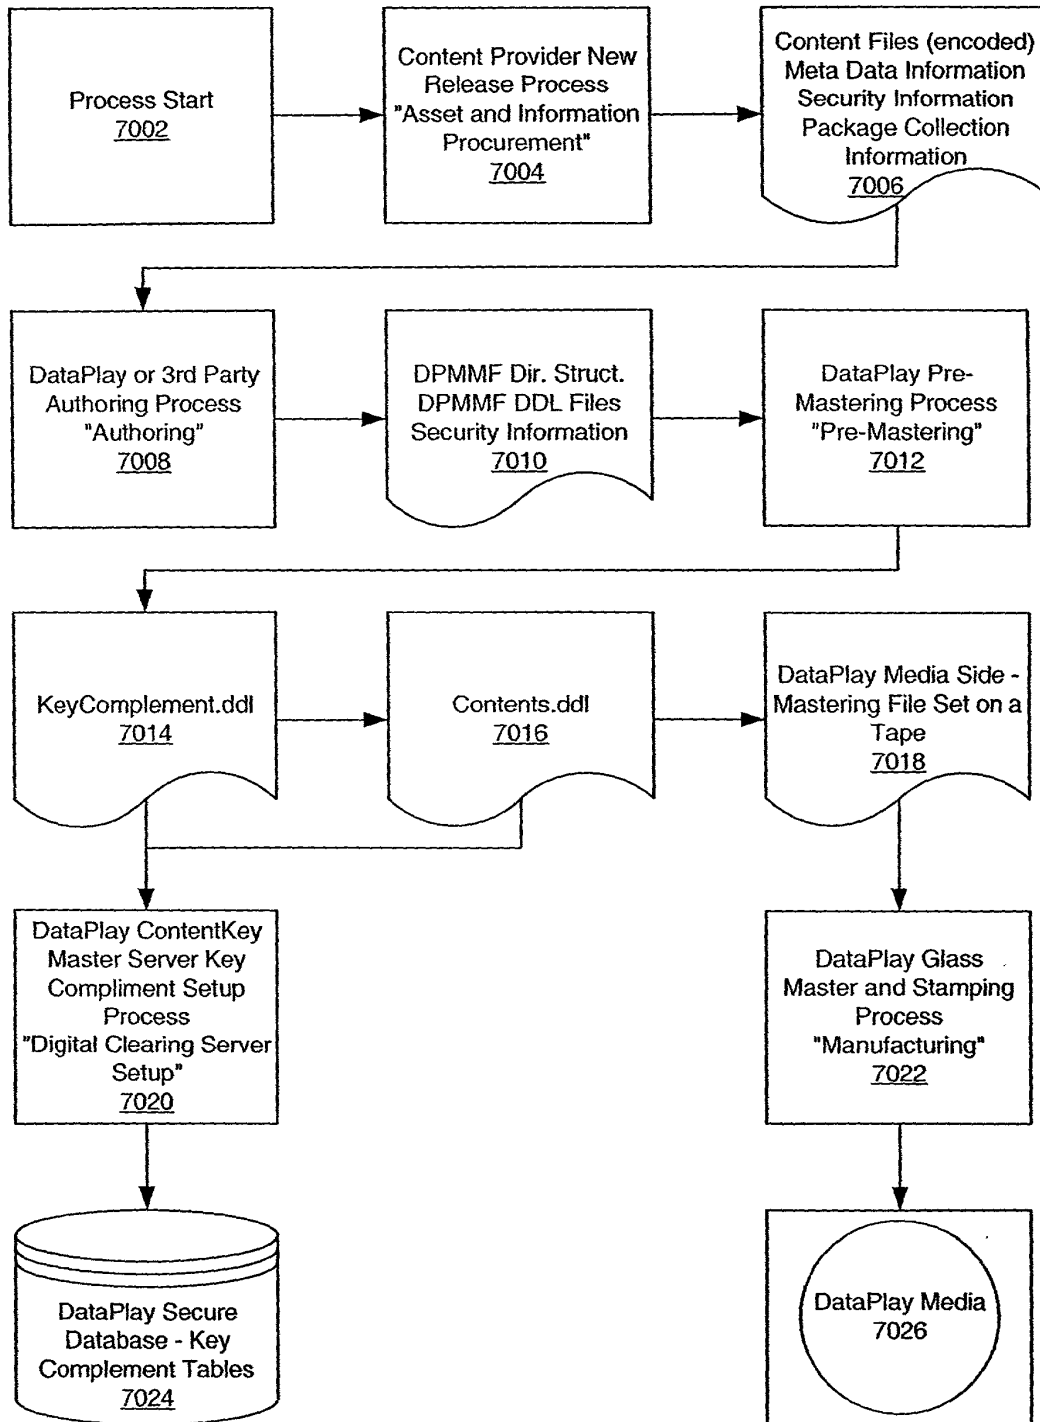 Process Start
7002
Content Provider New
Release Process
"Asset and Information
Procurement"
7004
Content Files (encoded)
Meta Data Information
Security Information
Package Collection
Information
7006
DataPlay or 3rd Party
Authoring Process
"Authoring"
7008
DPMMF Dir. Struct.
DPMMF DDL Files
Security Information
7010
DataPlay Pre-
Mastering Process
"Pre-Mastering"
7012
KeyComplement.ddl
7014
Contents.ddl
7016
DataPlay Media Side -
Mastering File Set on a
Tape
7018
DataPlay ContentKey
Master Server Key
Compliment Setup
Process
"Digital Clearing Server
Setup"
7020
DataPlay Glass
Master and Stamping
Process
"Manufacturing"
7022
DataPlay Secure
Database - Key
Complement Tables
7024
DataPlay Media
7026